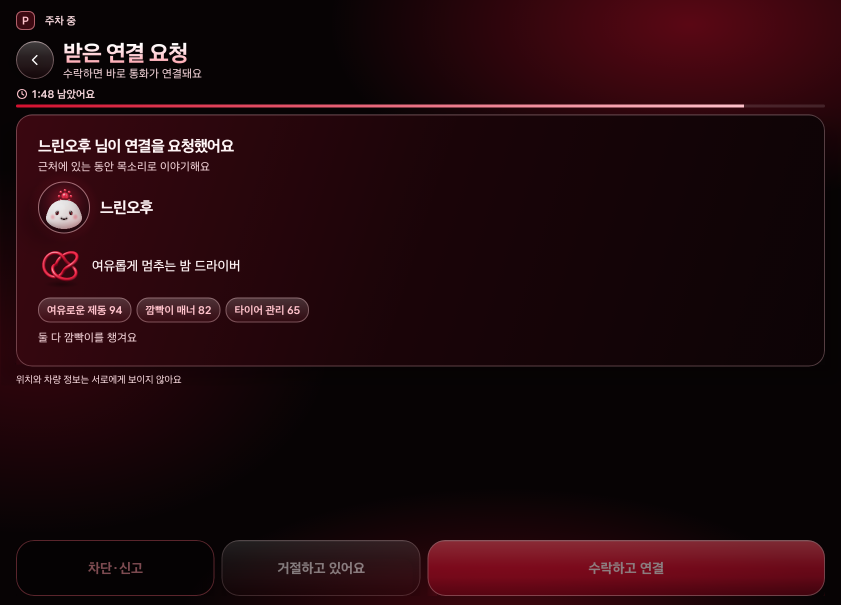 P 주차 중
받은 연결 요청
수락하면 바로 통화가 연결돼요
1:48 남았어요
느린오후 님이 연결을 요청했어요
근처에 있는 동안 목소리로 이야기해요
느린오후
여유롭게 멈추는 밤 드라이버
여유로운 제동 94 깜빡이 매너 82 타이어 관리 65
둘 다 깜빡이를 챙겨요
위치와 차량 정보는 서로에게 보이지 않아요
차단·신고 거절하고 있어요 수락하고 연결